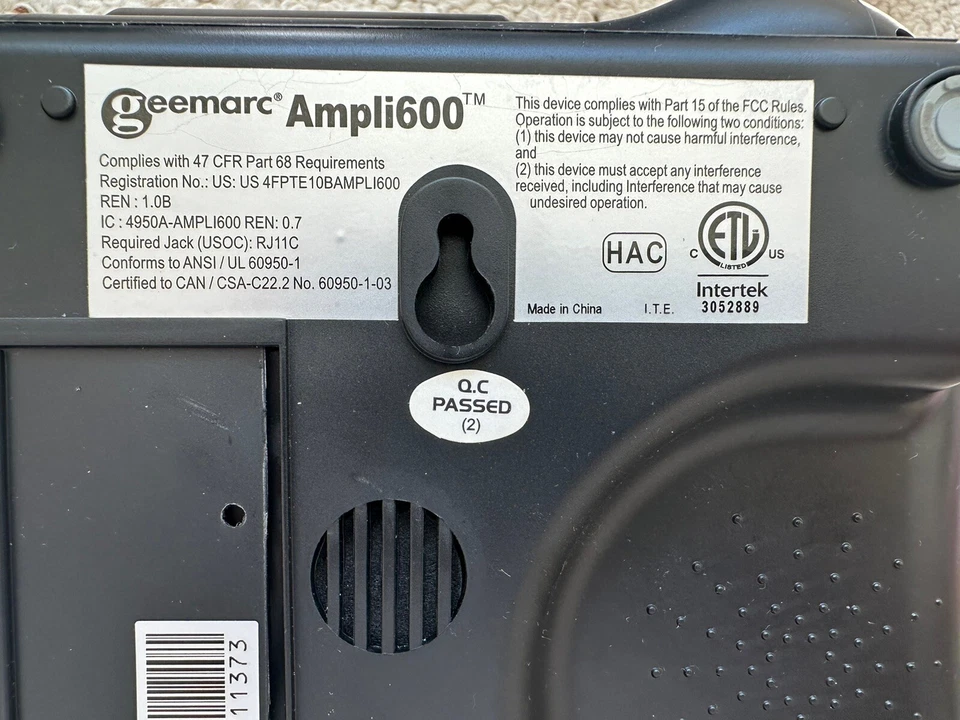 geemarc® Ampli600™
Complies with 47 CFR Part 68 Requirements
Registration No.: US: US 4FPTE10BAMPLI600
REN : 1.0B
IC : 4950A-AMPLI600 REN: 0.7
Required Jack (USOC): RJ11C
Conforms to ANSI / UL 60950-1
Certified to CAN / CSA-C22.2 No. 60950-1-03
This device complies with Part 15 of the FCC Rules.
Operation is subject to the following two conditions:
(1) this device may not cause harmful interference,
and
(2) this device must accept any interference
received, including Interference that may cause
undesired operation.
HAC
C ETL US
LISTED
Intertek
3052889
Made in China
I.T.E.
Q.C
PASSED
(2)
11373